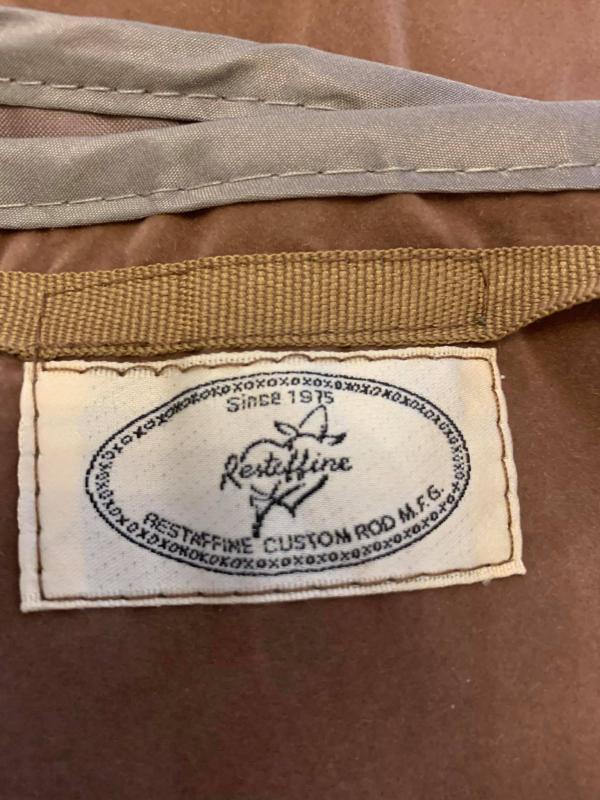 Since 1975
Restaffine
RESTAFFINE CUSTOM ROD M.F.G.